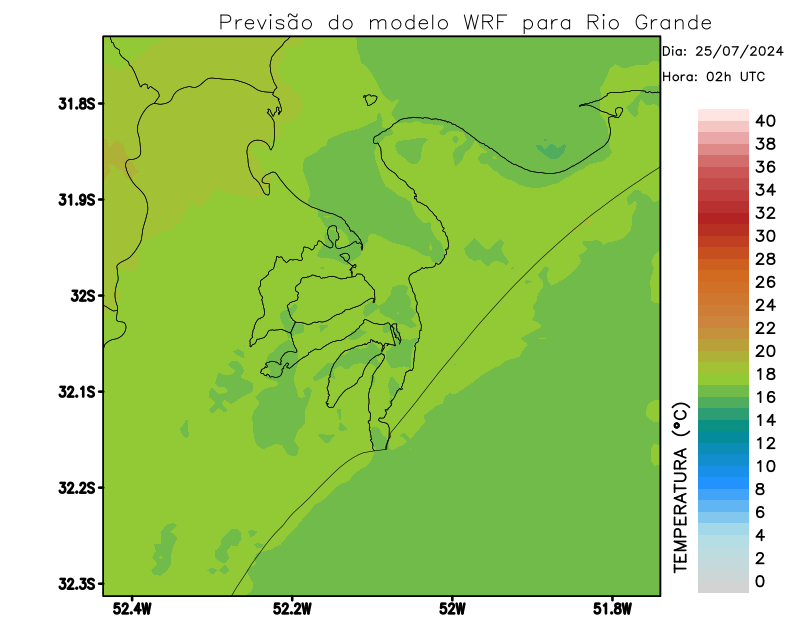 Previsão do modelo WRF para Rio Grande
Dia: 25/07/2024
Hora: 02h UTC
31.8S
31.9S
32S
32.1S
32.2S
32.3S
52.4W
52.2W
52W
51.8W
TEMPERATURA (°C)
40
38
36
34
32
30
28
26
24
22
20
18
16
14
12
10
8
6
4
2
0